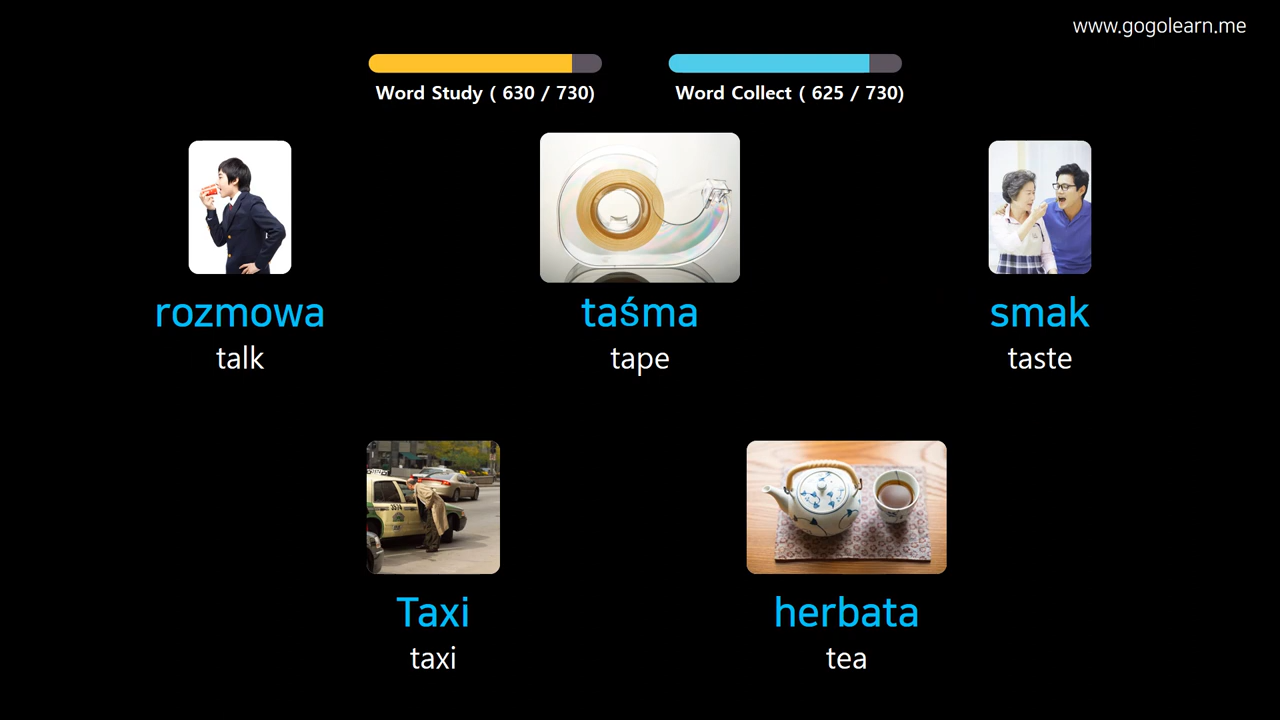 www.gogolearn.me
Word Study ( 630 / 730)
Word Collect ( 625 / 730)
rozmowa
talk
taśma
tape
smak
taste
Taxi
taxi
herbata
tea